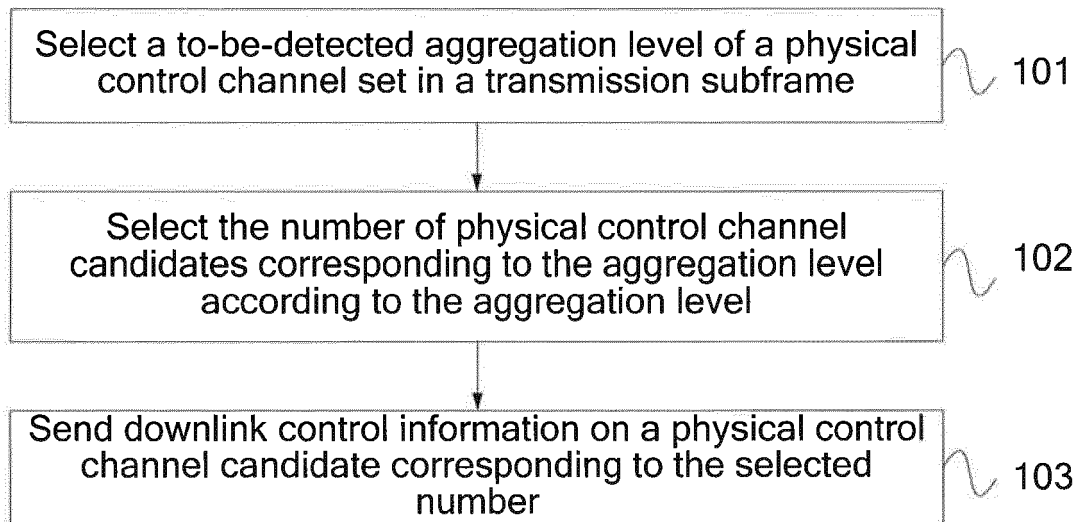 Select a to-be-detected aggregation level of a physical
control channel set in a transmission subframe
101
Select the number of physical control channel
candidates corresponding to the aggregation level
according to the aggregation level
102
Send downlink control information on a physical control
channel candidate corresponding to the selected
number
103